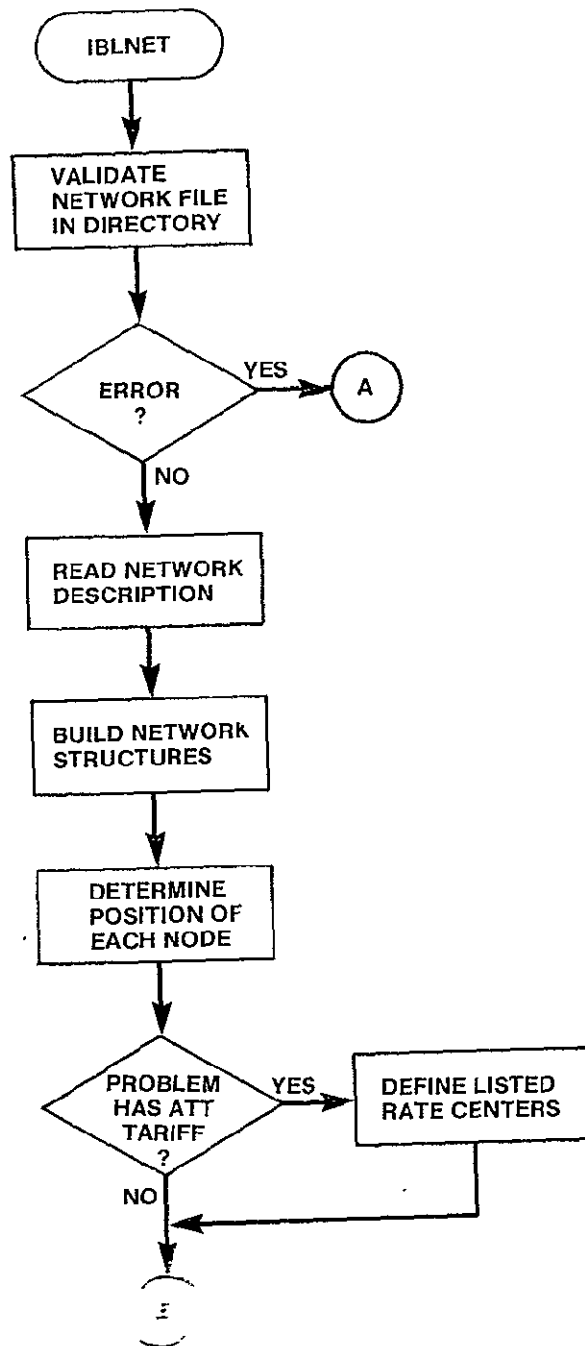 IBLNET
VALIDATE
NETWORK FILE
IN DIRECTORY
ERROR
?
YES
A
NO
READ NETWORK
DESCRIPTION
BUILD NETWORK
STRUCTURES
DETERMINE
POSITION OF
EACH NODE
PROBLEM
HAS ATT
TARIFF
?
YES
DEFINE LISTED
RATE CENTERS
NO